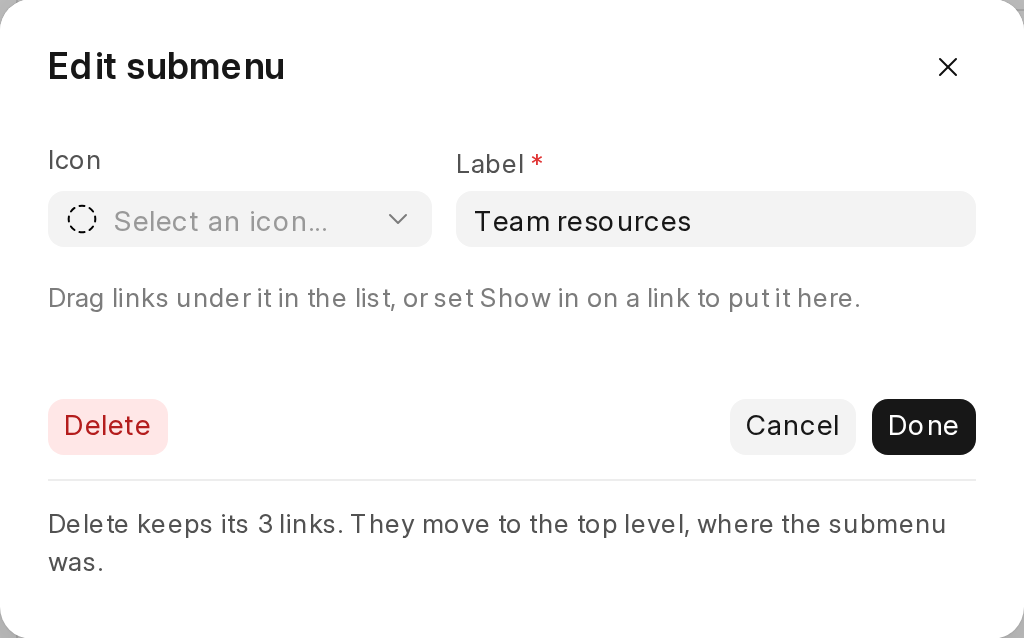 Edit submenu
Icon
Label *
Select an icon...
Team resources
Drag links under it in the list, or set Show in on a link to put it here.
Delete
Cancel
Done
Delete keeps its 3 links. They move to the top level, where the submenu
was.